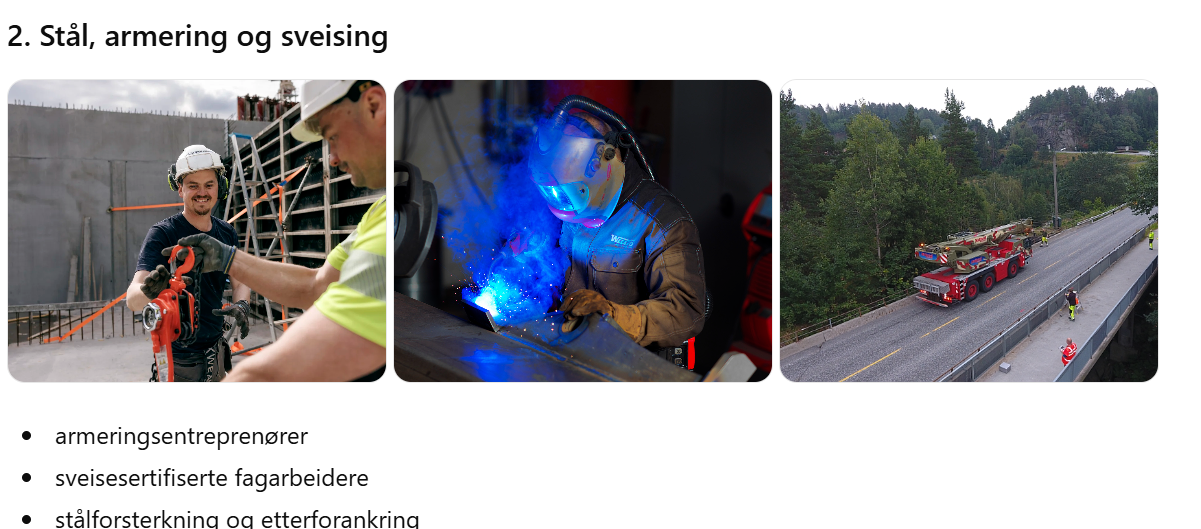 2. Stål, armering og sveising
armeringsentreprenører
sveisesertifiserte fagarbeidere
stålforsterkning og etterforankring